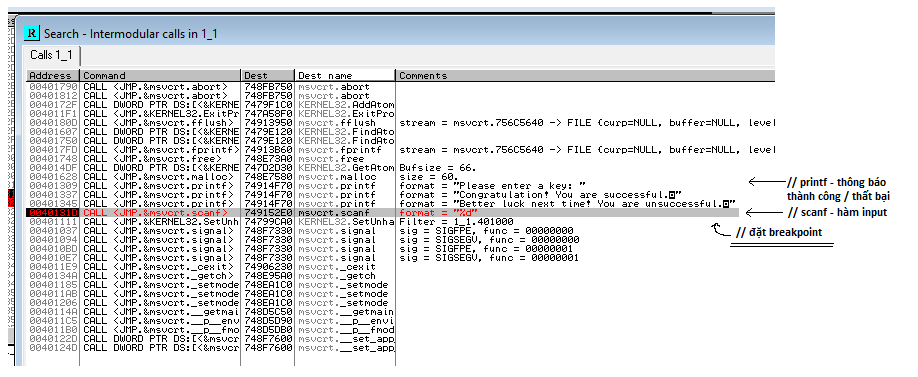 Search - Intermodular calls in 1_1
Calls 1_1
Address Command Dest Dest name Comments
00401790 CALL <JMP.&msvcrt.abort> 748FB750 msvcrt.abort
00401812 CALL <JMP.&msvcrt.abort> 748FB750 msvcrt.abort
0040172F CALL DWORD PTR DS:[<&KERNE 7479F1C0 KERNEL32.AddAtom
004011F1 CALL <JMP.&KERNEL32.ExitPr 747A58F0 KERNEL32.ExitPro
0040180D CALL <JMP.&msvcrt.fflush> 74913950 msvcrt.fflush stream = msvcrt.756C5640 -> FILE {curp=NULL, buffer=NULL, level
00401607 CALL DWORD PTR DS:[<&KERNE 7479E120 KERNEL32.FindAto
00401750 CALL DWORD PTR DS:[<&KERNE 7479E120 KERNEL32.FindAto
004017FD CALL <JMP.&msvcrt.fprintf> 74913B60 msvcrt.fprintf stream = msvcrt.756C5640 -> FILE {curp=NULL, buffer=NULL, level
00401748 CALL <JMP.&msvcrt.free> 748E73A0 msvcrt.free
004014DF CALL DWORD PTR DS:[<&KERNE 747D2D30 KERNEL32.GetAtom Bufsize = 66.
00401628 CALL <JMP.&msvcrt.malloc> 748E7580 msvcrt.malloc size = 60.
00401309 CALL <JMP.&msvcrt.printf> 74914F70 msvcrt.printf format = "Please enter a key: "
00401337 CALL <JMP.&msvcrt.printf> 74914F70 msvcrt.printf format = "Congratulation! You are successful.◘"
00401345 CALL <JMP.&msvcrt.printf> 74914F70 msvcrt.printf format = "Better luck next time! You are unsuccessful.◘"
0040131D CALL <JMP.&msvcrt.scanf> 749152E0 msvcrt.scanf format = "%d"
00401111 CALL <JMP.&KERNEL32.SetUnh 74799CA0 KERNEL32.SetUnha Filter = 1_1.401000
00401037 CALL <JMP.&msvcrt.signal> 748F7330 msvcrt.signal sig = SIGFPE, func = 00000000
00401094 CALL <JMP.&msvcrt.signal> 748F7330 msvcrt.signal sig = SIGSEGV, func = 00000000
004010BD CALL <JMP.&msvcrt.signal> 748F7330 msvcrt.signal sig = SIGFPE, func = 00000001
004010E7 CALL <JMP.&msvcrt.signal> 748F7330 msvcrt.signal sig = SIGSEGV, func = 00000001
004011E9 CALL <JMP.&msvcrt._cexit> 74906230 msvcrt._cexit
0040134A CALL <JMP.&msvcrt._getch> 748E95A0 msvcrt._getch
0040118D CALL <JMP.&msvcrt._setmode 748EA1C0 msvcrt._setmode
004011AB CALL <JMP.&msvcrt._setmode 748EA1C0 msvcrt._setmode
00401206 CALL <JMP.&msvcrt._setmode 748EA1C0 msvcrt._setmode
0040114A CALL <JMP.&msvcrt.__getmai 748D5C50 msvcrt.__getmain
004011C5 CALL <JMP.&msvcrt.__p__env 748D5D90 msvcrt.__p__envi
004011B0 CALL <JMP.&msvcrt.__p__fmo 748D5DB0 msvcrt.__p__fmod
0040122D CALL DWORD PTR DS:[<&msvcr 748F7600 msvcrt.__set_app
0040124D CALL DWORD PTR DS:[<&msvcr 748F7600 msvcrt.__set_app
// printf - thông báo
thành công / thất bại
// scanf - hàm input
// đặt breakpoint